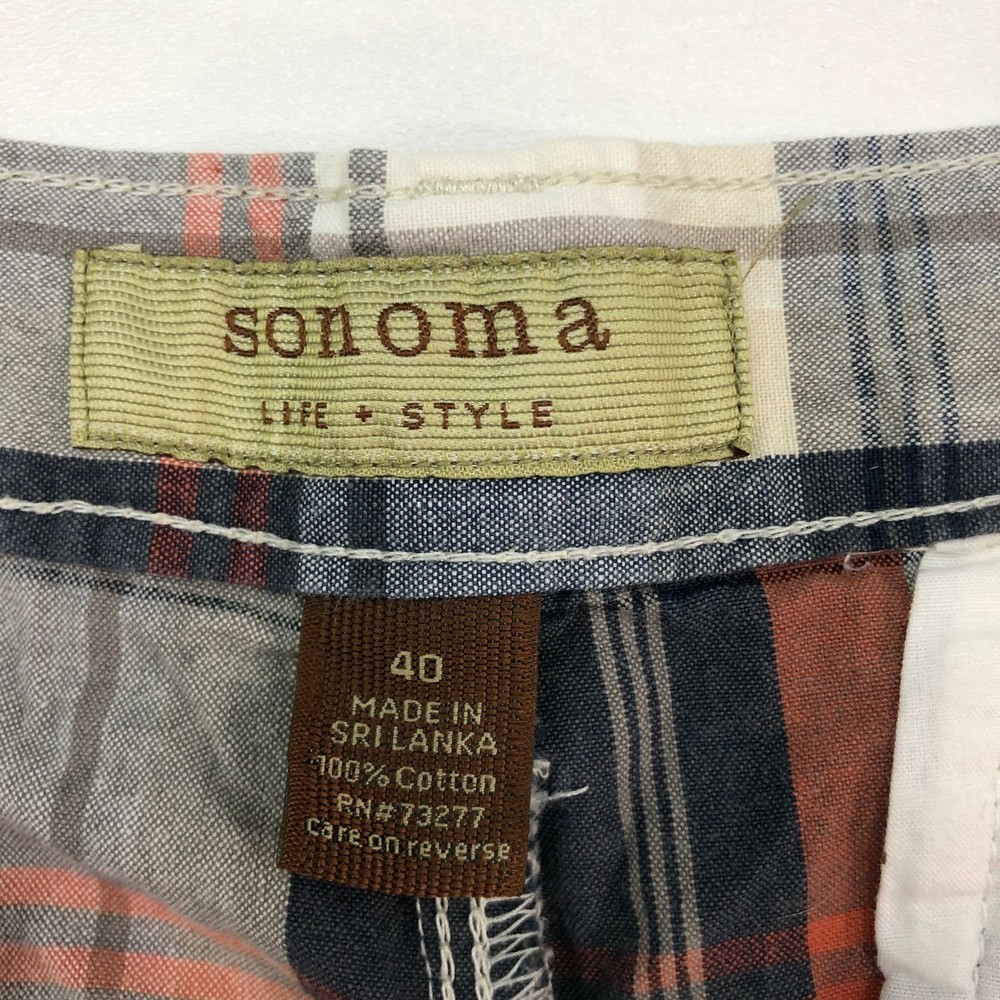 sonoma
LIFE + STYLE
40
MADE IN
SRI LANKA
100% Cotton
RN#73277
care on reverse